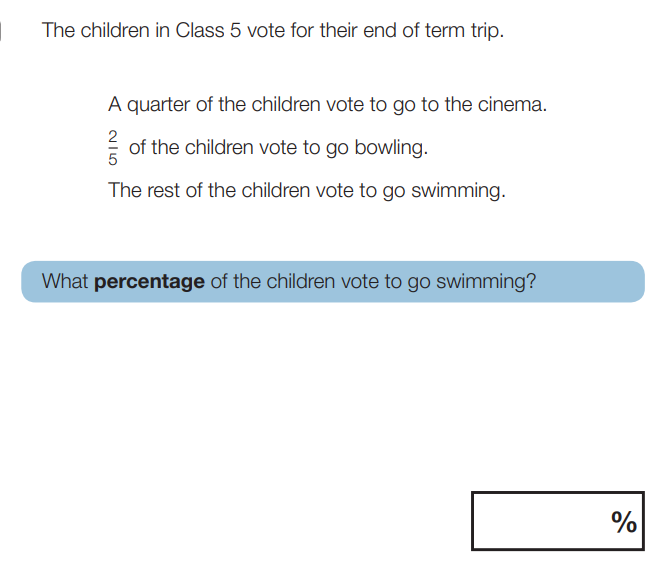 The children in Class 5 vote for their end of term trip.
A quarter of the children vote to go to the cinema.
2/5 of the children vote to go bowling.
The rest of the children vote to go swimming.
What percentage of the children vote to go swimming?
%